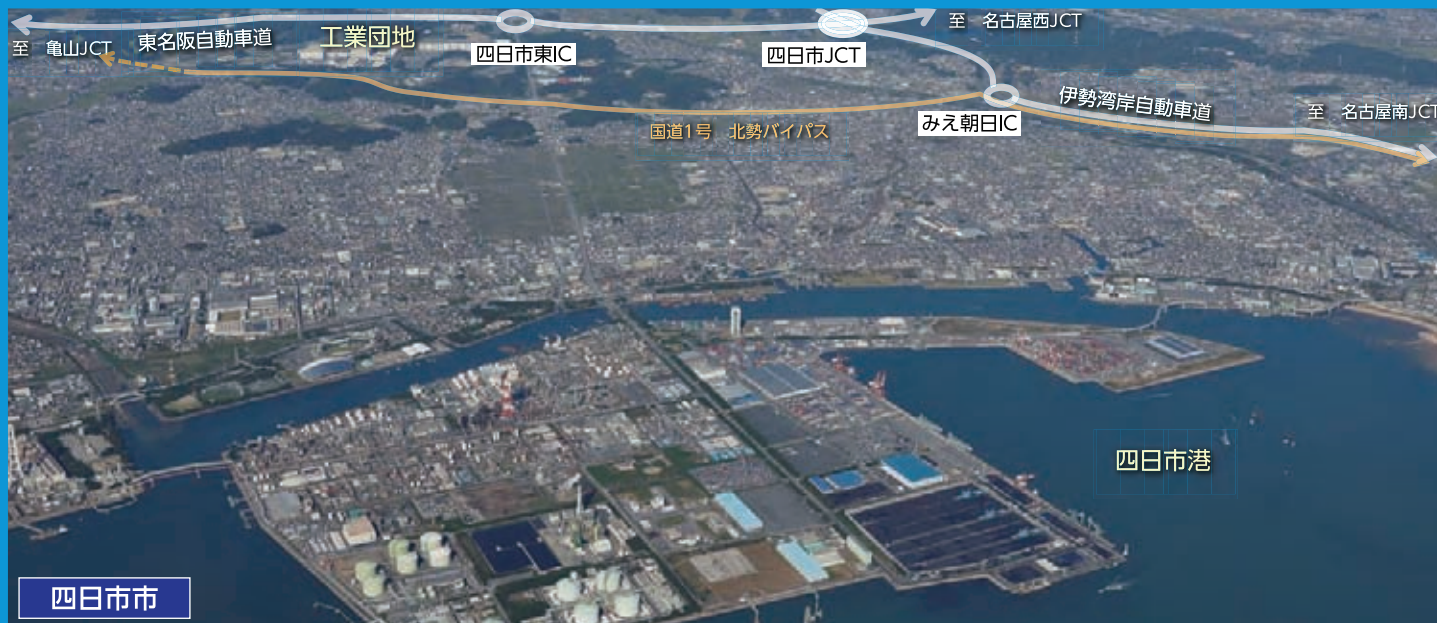 至　亀山JCT
東名阪自動車道
工業団地
四日市東IC
四日市JCT
至　名古屋西JCT
国道1号　北勢バイパス
みえ朝日IC
伊勢湾岸自動車道
至　名古屋南JCT
四日市港
四日市市